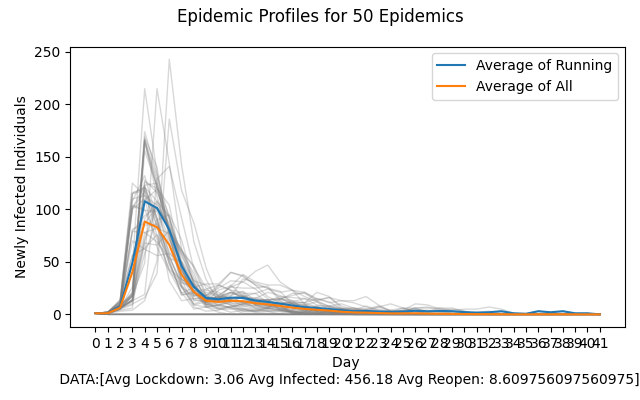 Epidemic Profiles for 50 Epidemics
250
200
150
100
50
0
Newly Infected Individuals
Average of Running
Average of All
0 1 2 3 4 5 6 7 8 9 10 11 12 13 14 15 16 17 18 19 20 21 22 23 24 25 26 27 28 29 30 31 32 33 34 35 36 37 38 39 40 41
Day
DATA:[Avg Lockdown: 3.06 Avg Infected: 456.18 Avg Reopen: 8.609756097560975]